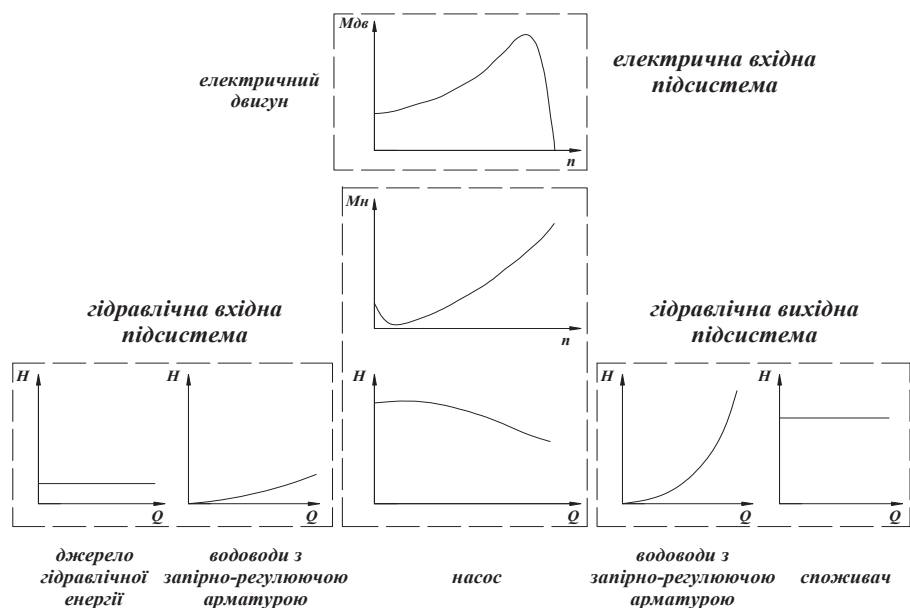 Мдв
n
електричний
двигун
електрична вхідна
підсистема
Мн
n
гідравлічна вхідна
підсистема
гідравлічна вихідна
підсистема
H
Q
H
Q
H
Q
H
Q
H
Q
джерело
гідравлічної
енергії
водоводи з
запірно-регулюючою
арматурою
насос
водоводи з
запірно-регулюючою
арматурою
споживач